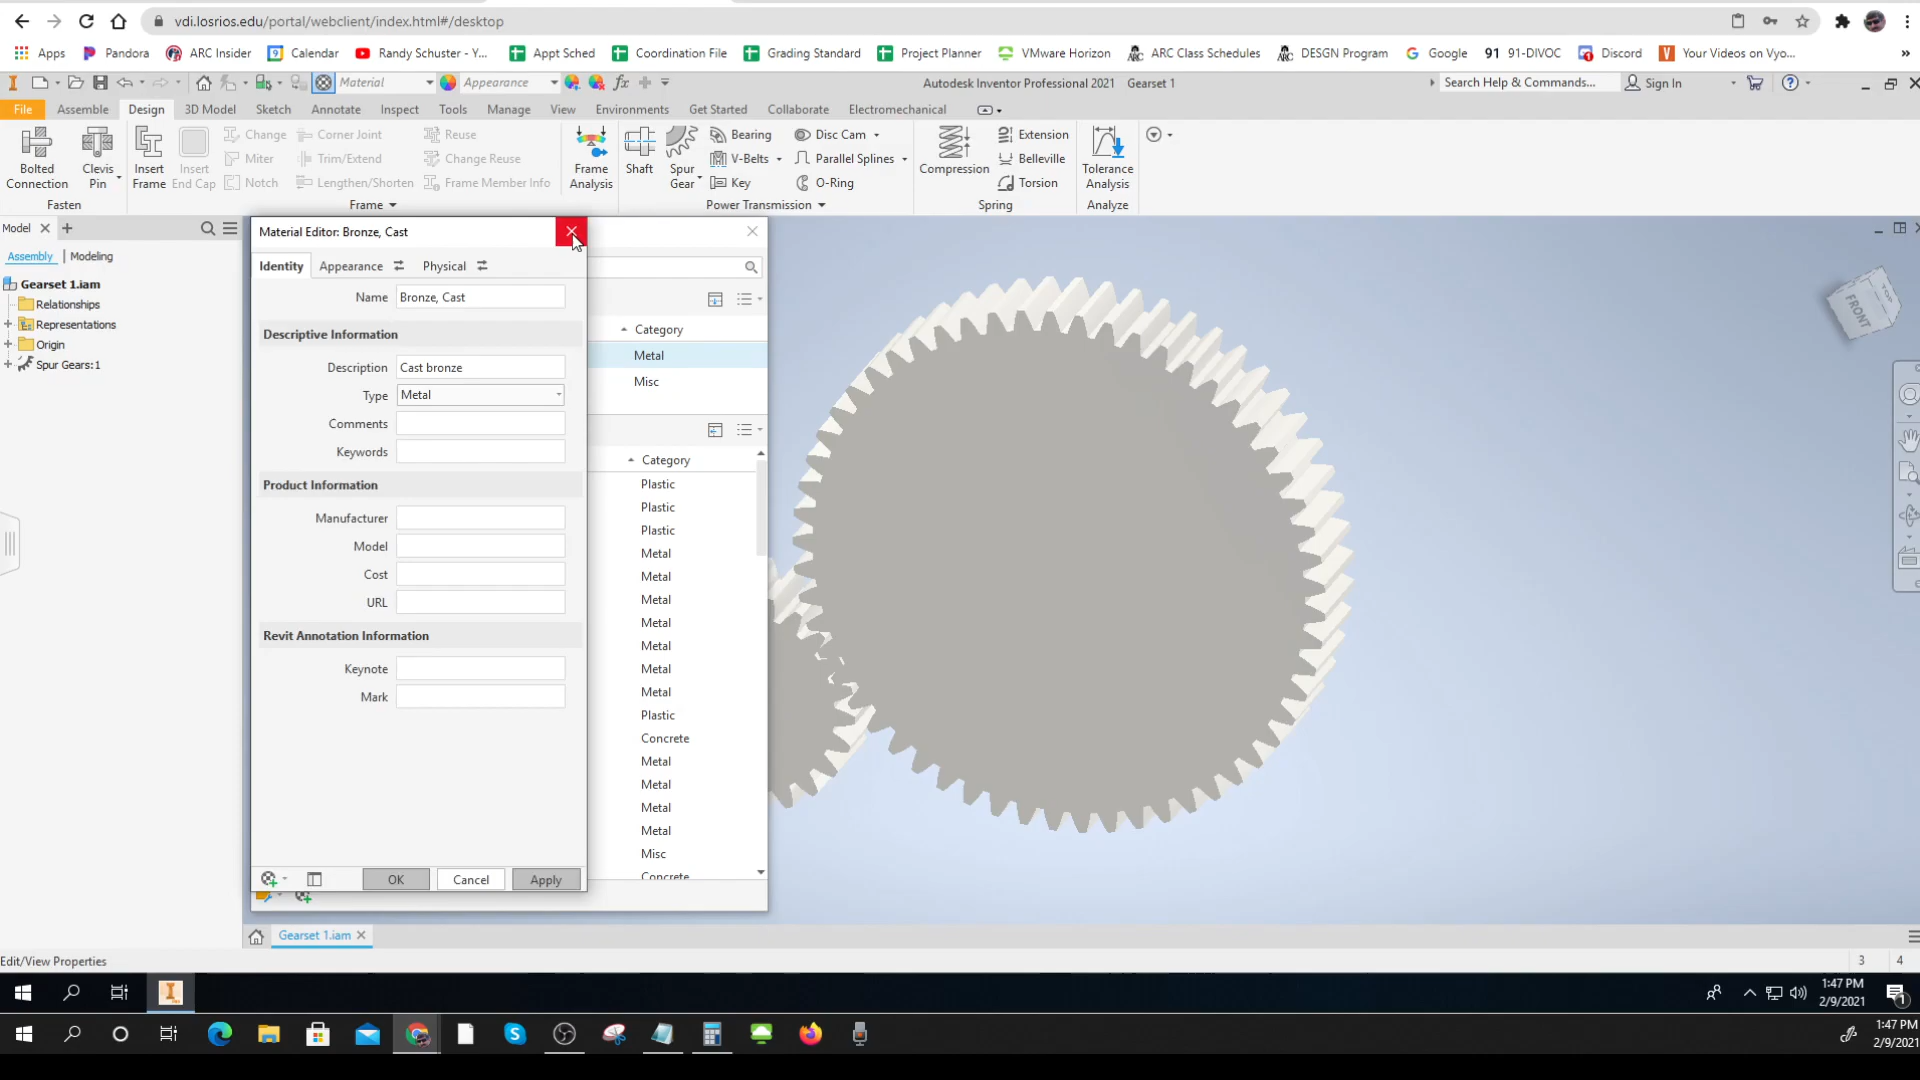 vdi.losrios.edu/portal/webclient/index.html#/desktop
Apps Pandora ARC Insider Calendar Randy Schuster - Y... Appt Sched Coordination File Grading Standard Project Planner VMware Horizon ARC Class Schedules DESGN Program Google 91 91-DIVOC Discord Your Videos on Vyo... »
Material Appearance fx Autodesk Inventor Professional 2021 Gearset 1 Search Help & Commands... Sign In
File Assemble Design 3D Model Sketch Annotate Inspect Tools Manage View Environments Get Started Collaborate Electromechanical
Bolted Connection
Clevis Pin
Insert Frame
Insert End Cap
Change
Miter
Notch
Corner Joint
Trim/Extend
Lengthen/Shorten
Reuse
Change Reuse
Frame Member Info
Frame Analysis
Shaft
Spur Gear
Bearing
V-Belts
Key
Disc Cam
Parallel Splines
O-Ring
Compression
Extension
Belleville
Torsion
Tolerance Analysis
Fasten Frame Power Transmission Spring Analyze
Model
Assembly | Modeling
Gearset 1.iam
Relationships
Representations
Origin
Spur Gears:1
Material Editor: Bronze, Cast
Identity Appearance Physical
Name Bronze, Cast
Descriptive Information
Description Cast bronze
Type Metal
Comments
Keywords
Product Information
Manufacturer
Model
Cost
URL
Revit Annotation Information
Keynote
Mark
OK Cancel Apply
Category
Metal
Misc
Category
Plastic
Plastic
Plastic
Metal
Metal
Metal
Metal
Metal
Metal
Metal
Plastic
Concrete
Metal
Metal
Metal
Metal
Misc
Concrete
TOP
FRONT
Gearset 1.iam
Edit/View Properties 3 4
1:47 PM
2/9/2021
1
1:47 PM
2/9/2021